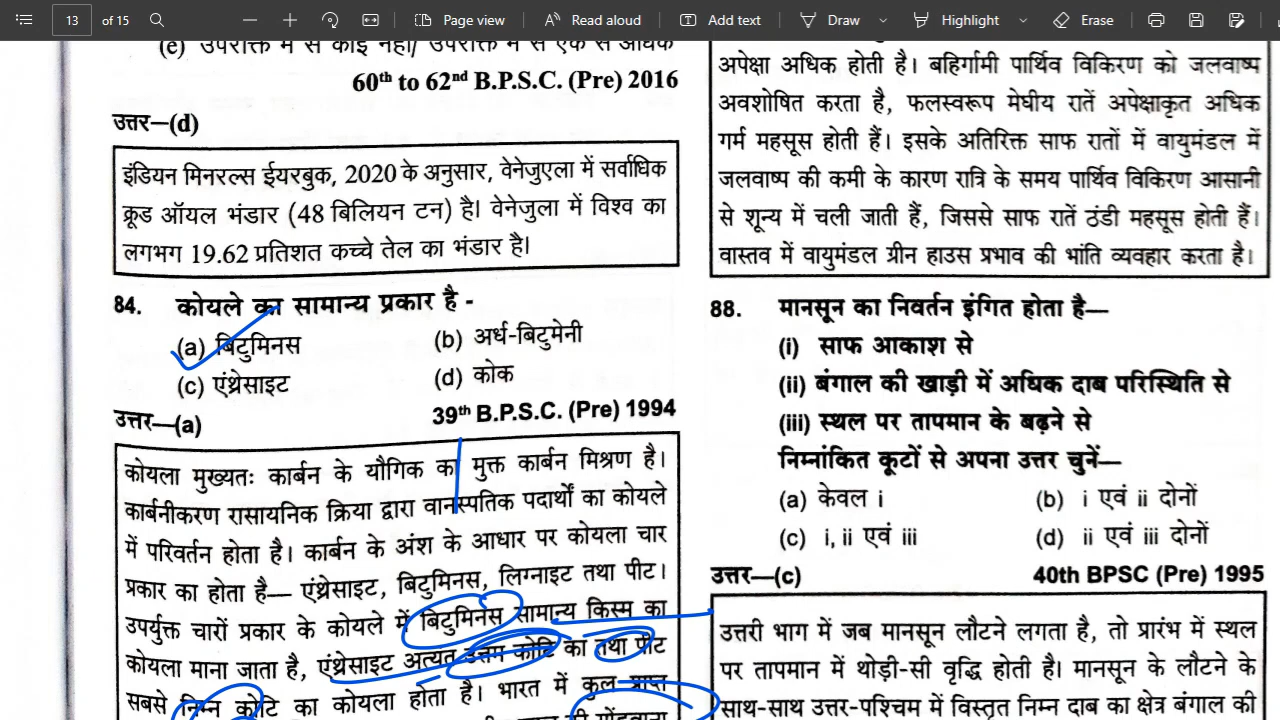 13 of 15
Page view
Read aloud
Add text
Draw
Highlight
Erase
(e) उपरोक्त में से कोई नहीं/ उपरोक्त में से एक से अधिक
60th to 62nd B.P.S.C. (Pre) 2016
उत्तर—(d)
इंडियन मिनरल्स ईयरबुक, 2020 के अनुसार, वेनेजुएला में सर्वाधिक
क्रूड ऑयल भंडार (48 बिलियन टन) है। वेनेजुला में विश्व का
लगभग 19.62 प्रतिशत कच्चे तेल का भंडार है।
84. कोयले का सामान्य प्रकार है -
(a) बिटुमिनस (b) अर्ध-बिटुमेनी
(c) एंथ्रेसाइट (d) कोक
उत्तर—(a) 39th B.P.S.C. (Pre) 1994
कोयला मुख्यतः कार्बन के यौगिक का मुक्त कार्बन मिश्रण है।
कार्बनीकरण रासायनिक क्रिया द्वारा वानस्पतिक पदार्थों का कोयले
में परिवर्तन होता है। कार्बन के अंश के आधार पर कोयला चार
प्रकार का होता है— एंथ्रेसाइट, बिटुमिनस, लिग्नाइट तथा पीट।
उपर्युक्त चारों प्रकार के कोयले में बिटुमिनस सामान्य किस्म का
कोयला माना जाता है, एंथ्रेसाइट अत्यंत उत्तम कोटि का तथा पीट
सबसे निम्न कोटि का कोयला होता है। भारत में कुल प्राप्त
अपेक्षा अधिक होती है। बहिर्गामी पार्थिव विकिरण को जलवाष्प
अवशोषित करता है, फलस्वरूप मेघीय रातें अपेक्षाकृत अधिक
गर्म महसूस होती हैं। इसके अतिरिक्त साफ रातों में वायुमंडल में
जलवाष्प की कमी के कारण रात्रि के समय पार्थिव विकिरण आसानी
से शून्य में चली जाती हैं, जिससे साफ रातें ठंडी महसूस होती हैं।
वास्तव में वायुमंडल ग्रीन हाउस प्रभाव की भांति व्यवहार करता है।
88. मानसून का निवर्तन इंगित होता है—
(i) साफ आकाश से
(ii) बंगाल की खाड़ी में अधिक दाब परिस्थिति से
(iii) स्थल पर तापमान के बढ़ने से
निम्नांकित कूटों से अपना उत्तर चुनें—
(a) केवल i (b) i एवं ii दोनों
(c) i, ii एवं iii (d) ii एवं iii दोनों
उत्तर—(c) 40th BPSC (Pre) 1995
उत्तरी भाग में जब मानसून लौटने लगता है, तो प्रारंभ में स्थल
पर तापमान में थोड़ी-सी वृद्धि होती है। मानसून के लौटने के
साथ-साथ उत्तर-पश्चिम में विस्तृत निम्न दाब का क्षेत्र बंगाल की